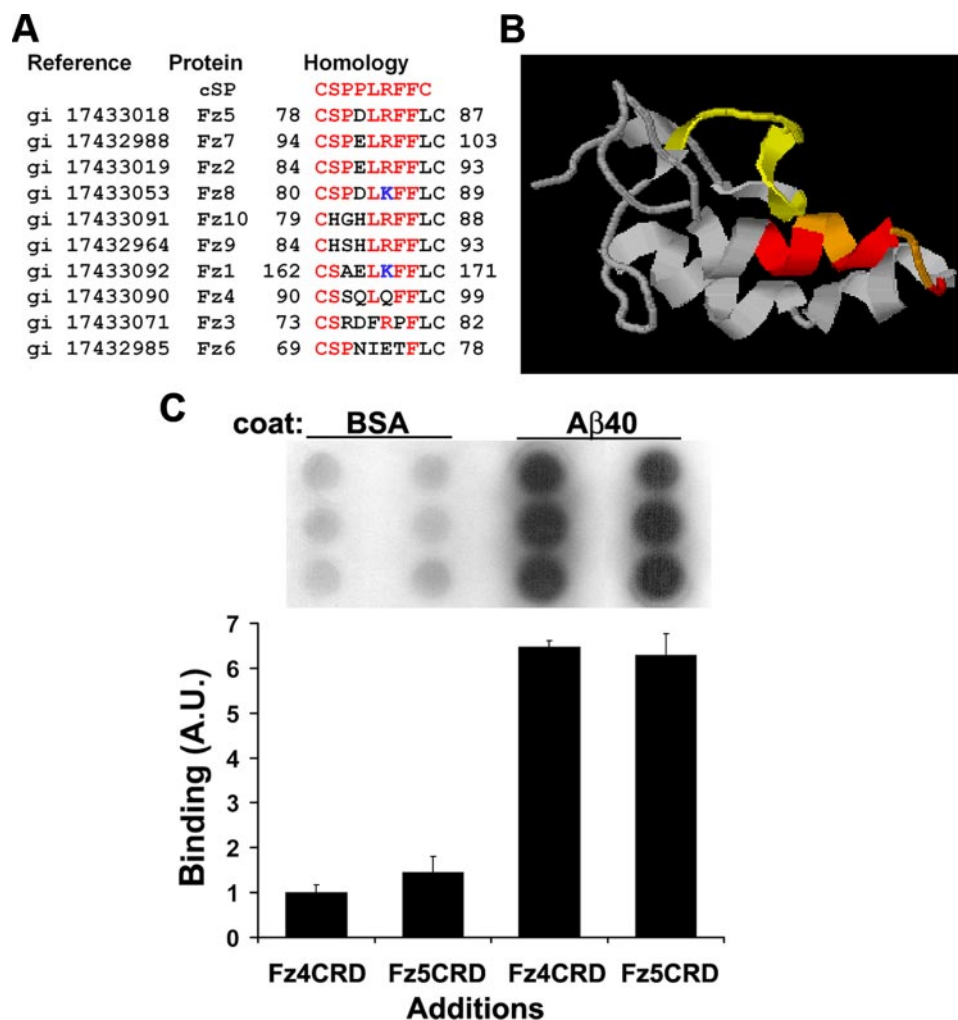 A
Reference Protein Homology
cSP CSPPLRFFC
gi 17433018 Fz5 78 CSPDLRFFLC 87
gi 17432988 Fz7 94 CSPELRFFLC 103
gi 17433019 Fz2 84 CSPELRFFLC 93
gi 17433053 Fz8 80 CSPDLKFFLC 89
gi 17433091 Fz10 79 CHGHLRFFLC 88
gi 17432964 Fz9 84 CHSHLRFFLC 93
gi 17433092 Fz1 162 CSAELKFFLC 171
gi 17433090 Fz4 90 CSSQLQFFLC 99
gi 17433071 Fz3 73 CSRDFRPFLC 82
gi 17432985 Fz6 69 CSPNIETFLC 78
B
C
coat: BSA Aβ40
Binding (A.U.)
7
6
5
4
3
2
1
0
Fz4CRD Fz5CRD Fz4CRD Fz5CRD
Additions